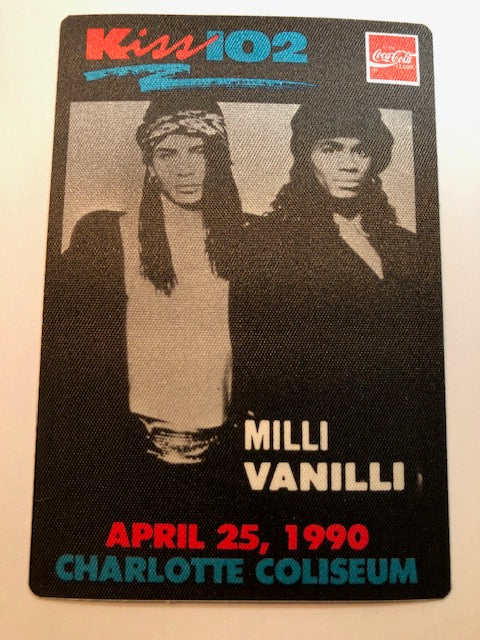 Kiss 102
Coca-Cola
MILLI
VANILLI
APRIL 25, 1990
CHARLOTTE COLISEUM